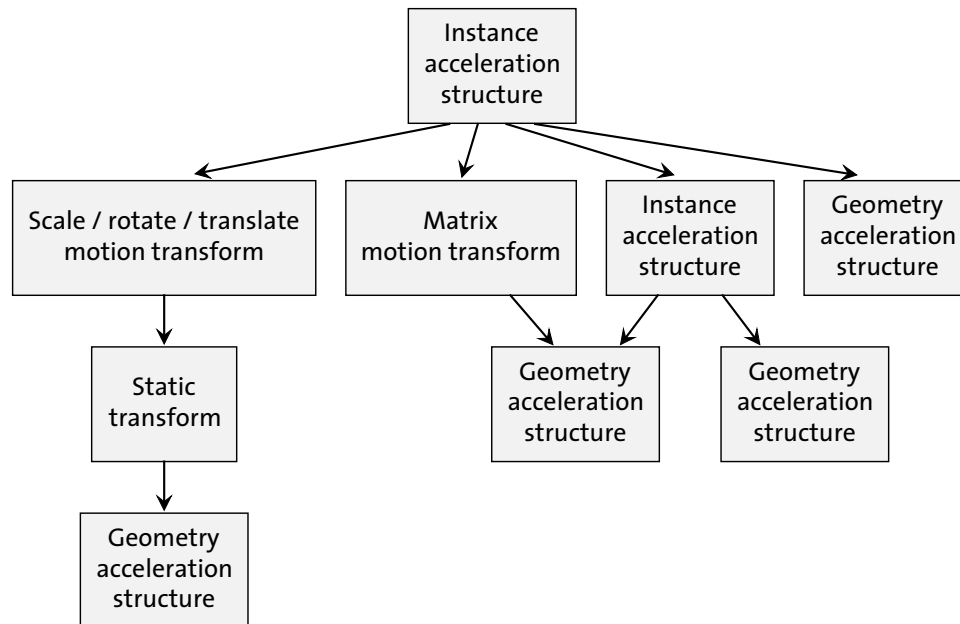 Instance
acceleration
structure
Scale / rotate / translate
motion transform
Matrix
motion transform
Instance
acceleration
structure
Geometry
acceleration
structure
Static
transform
Geometry
acceleration
structure
Geometry
acceleration
structure
Geometry
acceleration
structure